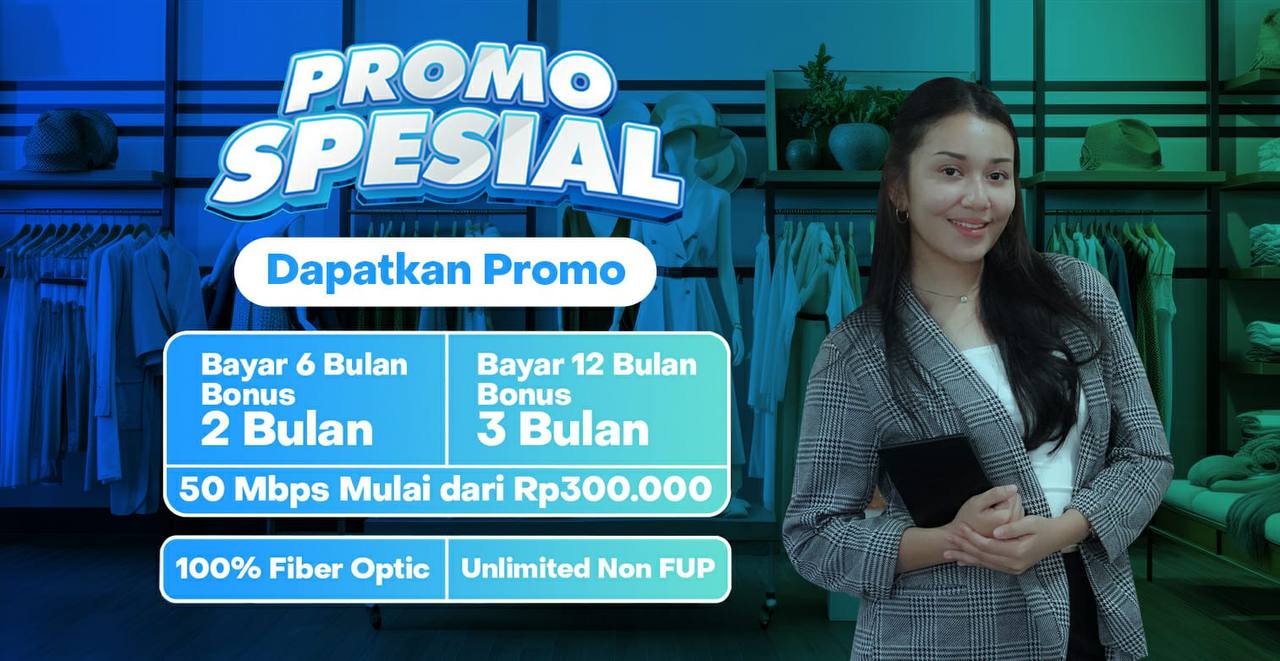 PROMO
SPESIAL
Dapatkan Promo
Bayar 6 Bulan
Bonus
2 Bulan
Bayar 12 Bulan
Bonus
3 Bulan
50 Mbps Mulai dari Rp300.000
100% Fiber Optic
Unlimited Non FUP